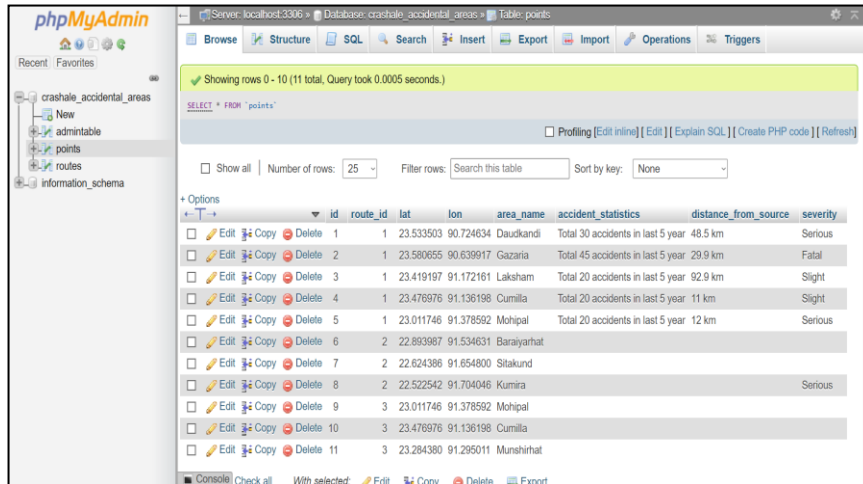 phpMyAdmin
Recent Favorites
crashale_accidental_areas
New
admintable
points
routes
information_schema
Server: localhost:3306 » Database: crashale_accidental_areas » Table: points
Browse Structure SQL Search Insert Export Import Operations Triggers
Showing rows 0 - 10 (11 total, Query took 0.0005 seconds.)
SELECT * FROM `points`
Profiling [Edit inline] [ Edit ] [ Explain SQL ] [ Create PHP code ] [ Refresh]
Show all Number of rows: 25 Filter rows: Search this table Sort by key: None
+ Options
←T→ id route_id lat lon area_name accident_statistics distance_from_source severity
Edit Copy Delete 1 1 23.533503 90.724634 Daudkandi Total 30 accidents in last 5 year 48.5 km Serious
Edit Copy Delete 2 1 23.580655 90.639917 Gazaria Total 45 accidents in last 5 year 29.9 km Fatal
Edit Copy Delete 3 1 23.419197 91.172161 Laksham Total 20 accidents in last 5 year 92.9 km Slight
Edit Copy Delete 4 1 23.476976 91.136198 Cumilla Total 20 accidents in last 5 year 11 km Slight
Edit Copy Delete 5 1 23.011746 91.378592 Mohipal Total 20 accidents in last 5 year 12 km Serious
Edit Copy Delete 6 2 22.893987 91.534631 Baraiyarhat
Edit Copy Delete 7 2 22.624386 91.654800 Sitakund
Edit Copy Delete 8 2 22.522542 91.704046 Kumira Serious
Edit Copy Delete 9 3 23.011746 91.378592 Mohipal
Edit Copy Delete 10 3 23.476976 91.136198 Cumilla
Edit Copy Delete 11 3 23.284380 91.295011 Munshirhat
Console Check all With selected: Edit Copy Delete Export